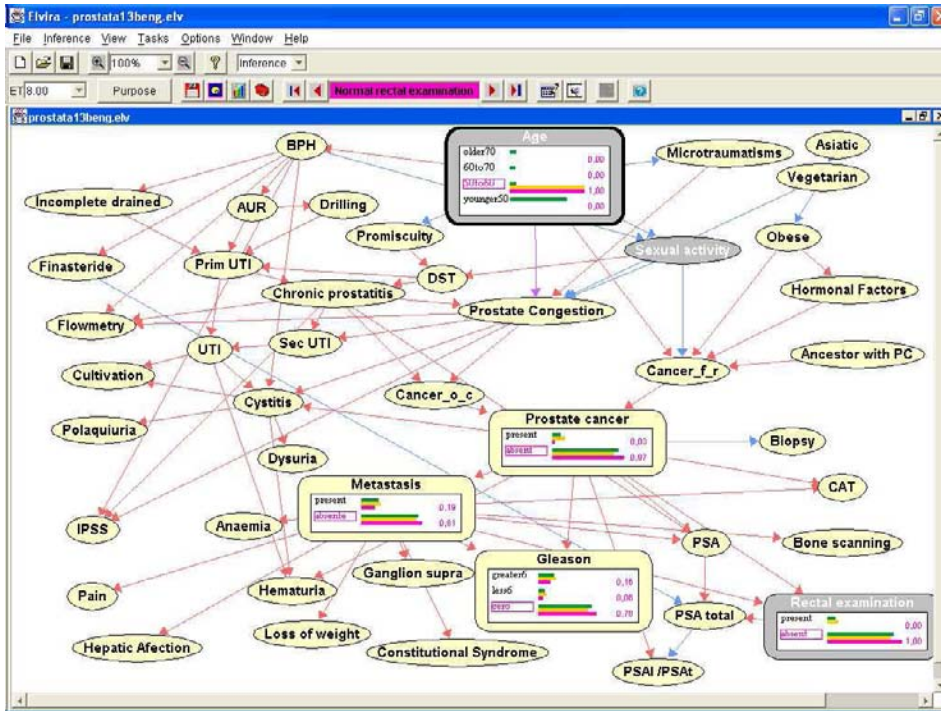 Elvira - prostata13beng.elv
File Inference View Tasks Options Window Help
100% Inference
ET 8.00 Purpose Normal rectal examination
prostata13beng.elv
BPH
Age
older70 0,00
60to70 0,00
50to60 1,00
younger50 0,00
Microtraumatisms
Asiatic
Vegetarian
Incomplete drained
AUR
Drilling
Promiscuity
Sexual activity
Obese
Finasteride
Prim UTI
DST
Chronic prostatitis
Hormonal Factors
Flowmetry
Prostate Congestion
UTI
Sec UTI
Ancestor with PC
Cultivation
Cancer_o_c
Cancer_f_r
Cystitis
Polaquiuria
Prostate cancer
present 0,03
absent 0,97
Biopsy
Dysuria
Metastasis
present 0,19
absente 0,81
CAT
IPSS
Anaemia
PSA
Bone scanning
Gleason
greater6 0,16
less6 0,06
zero 0,78
Ganglion supra
Pain
Hematuria
Rectal examination
present 0,00
absent 1,00
PSA total
Loss of weight
Hepatic Afection
Constitutional Syndrome
PSAl /PSAt